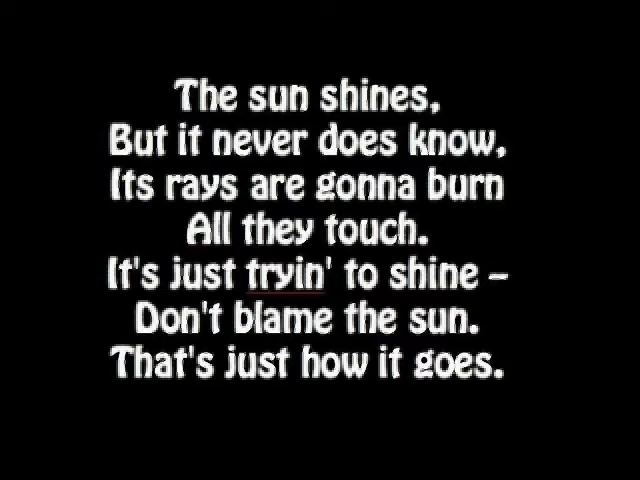 The sun shines,
But it never does know,
Its rays are gonna burn
All they touch.
It's just tryin' to shine –
Don't blame the sun.
That's just how it goes.